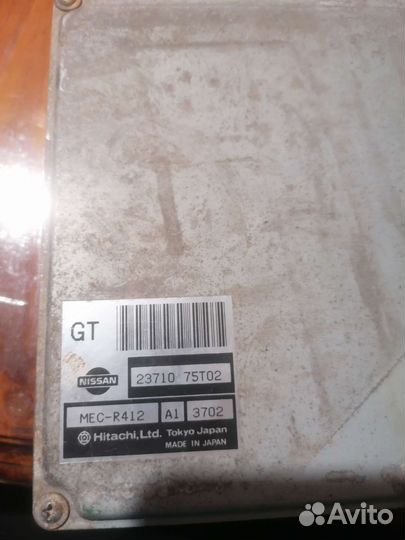 GT
NISSAN
23710 75T02
MEC-R412 A1 3702
Hitachi, Ltd. Tokyo Japan
MADE IN JAPAN
Avito